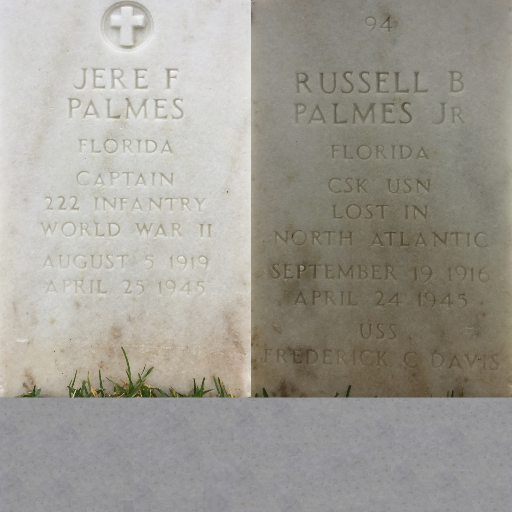 JERE F
PALMES
FLORIDA
CAPTAIN
222 INFANTRY
WORLD WAR II
AUGUST 5 1919
APRIL 25 1945
94
RUSSELL B
PALMES JR
FLORIDA
CSK USN
LOST IN
NORTH ATLANTIC
SEPTEMBER 19 1916
APRIL 24 1945
USS
FREDERICK C DAVIS